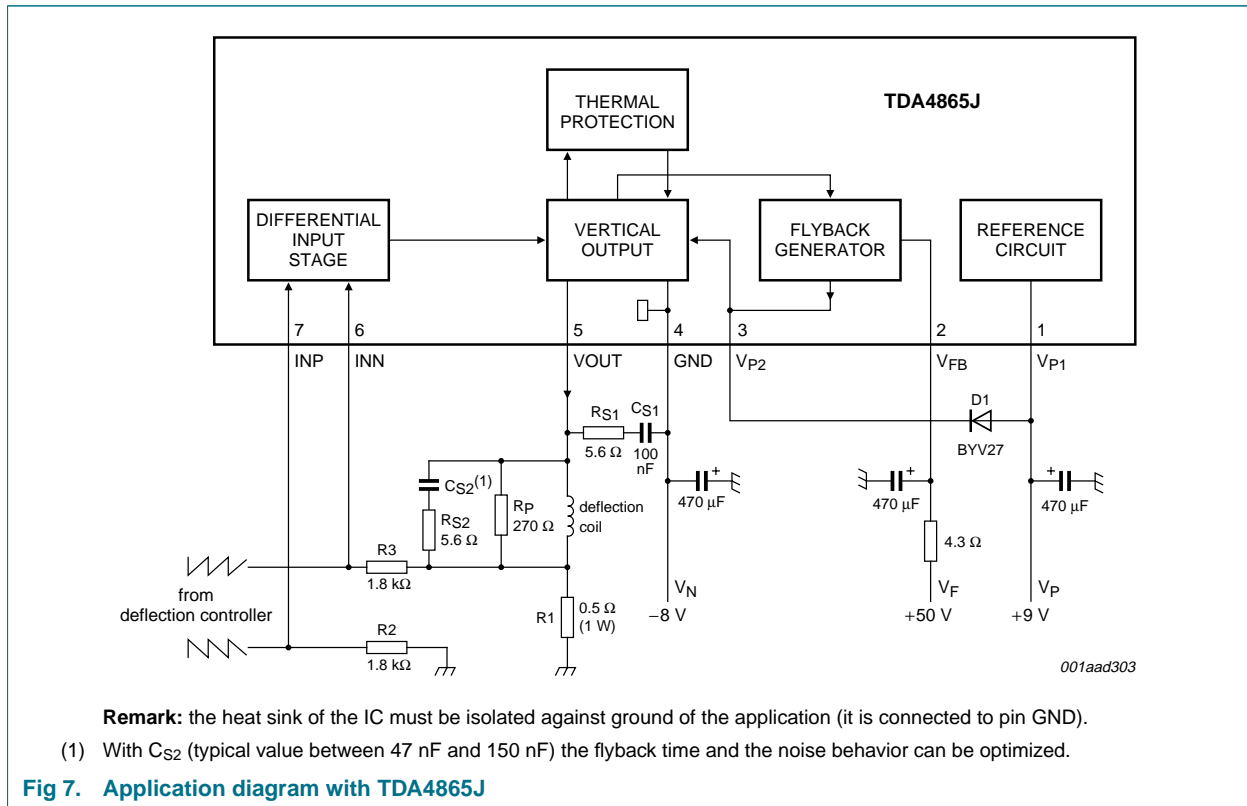 TDA4865J
THERMAL
PROTECTION
DIFFERENTIAL
INPUT
STAGE
VERTICAL
OUTPUT
FLYBACK
GENERATOR
REFERENCE
CIRCUIT
7
6
5
4
3
2
1
INP
INN
VOUT
GND
VP2
VFB
VP1
D1
BYV27
RS1
5.6 Ω
CS1
100
nF
CS2(1)
RS2
5.6 Ω
RP
270 Ω
deflection
coil
+
470 μF
+
470 μF
+
470 μF
4.3 Ω
R3
1.8 kΩ
from
deflection controller
R2
1.8 kΩ
R1
0.5 Ω
(1 W)
VN
−8 V
VF
+50 V
VP
+9 V
001aad303
Remark: the heat sink of the IC must be isolated against ground of the application (it is connected to pin GND).
(1) With CS2 (typical value between 47 nF and 150 nF) the flyback time and the noise behavior can be optimized.
Fig 7. Application diagram with TDA4865J